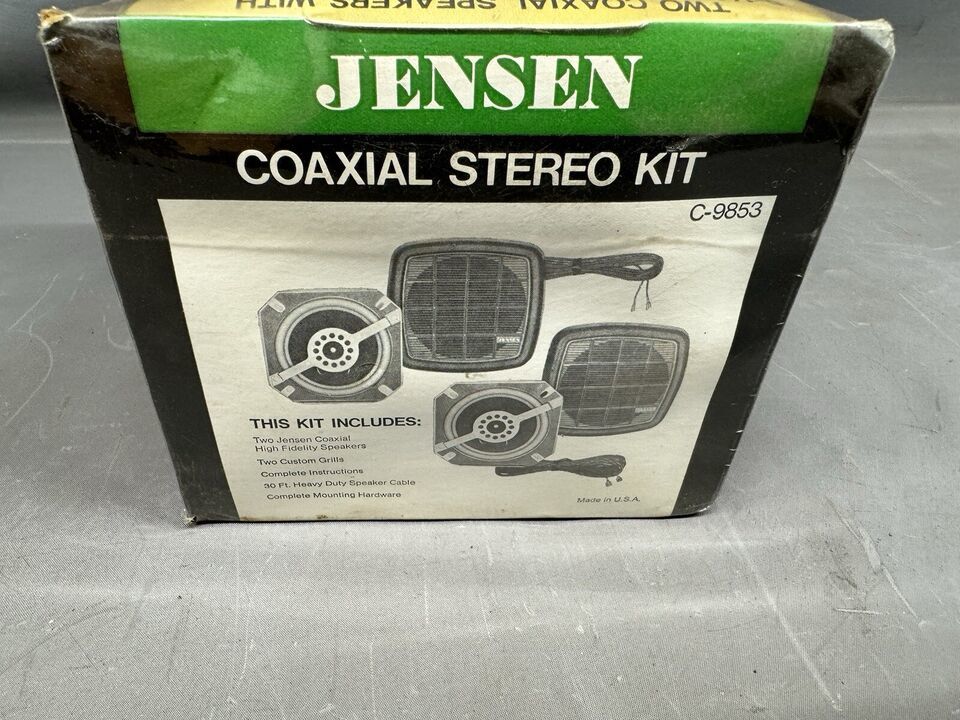 TWO COAXIAL SPEAKERS WITH
JENSEN
COAXIAL STEREO KIT
C-9853
JENSEN
THIS KIT INCLUDES:
Two Jensen Coaxial
High Fidelity Speakers
Two Custom Grills
Complete Instructions
30 Ft. Heavy Duty Speaker Cable
Complete Mounting Hardware
Made in U.S.A.